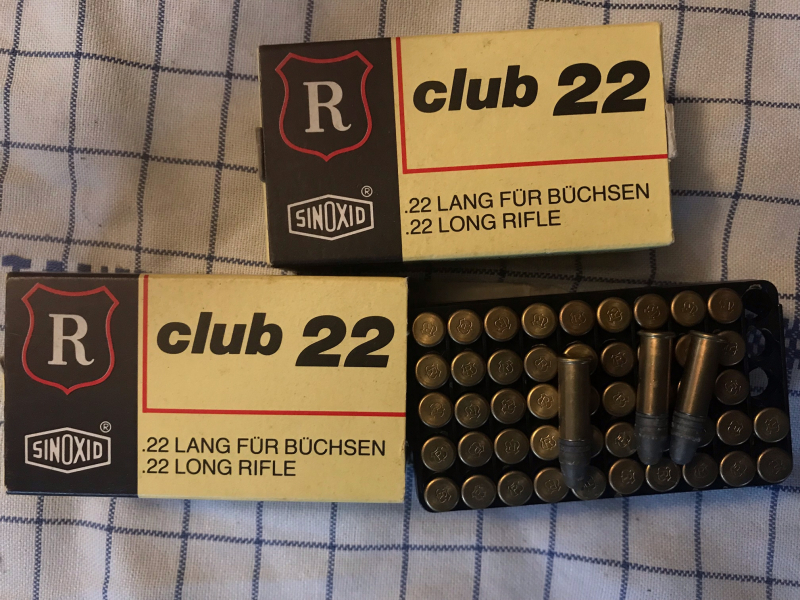 R
club 22
SINOXID®
.22 LANG FÜR BÜCHSEN
.22 LONG RIFLE
R
club 22
SINOXID®
.22 LANG FÜR BÜCHSEN
.22 LONG RIFLE